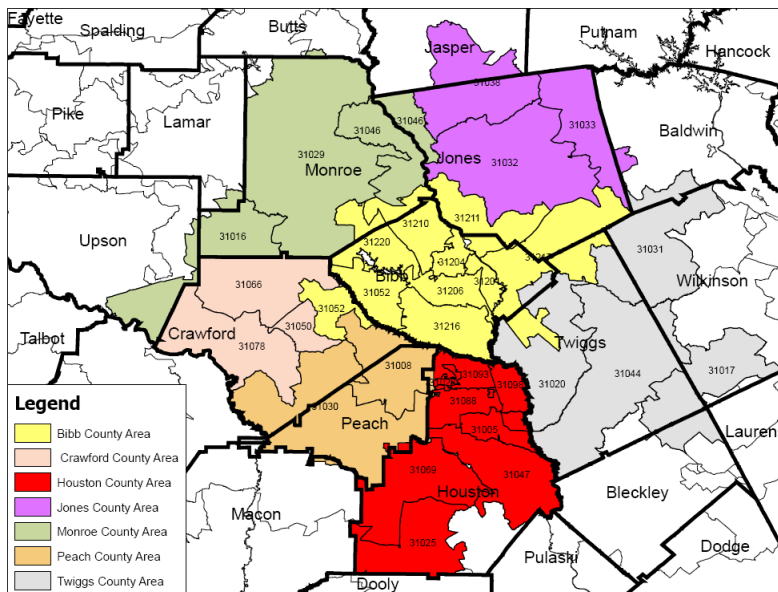 Fayette
Spalding
Butts
Jasper
Putnam
Hancock
Pike
Lamar
31038
31046
31046
31033
Baldwin
31029
Monroe
Jones
31032
31210
31211
31016
Upson
31220
31204
31031
Bibb
Wilkinson
31066
31052
31206
31052
Crawford
31050
31216
Talbot
31078
Twiggs
31008
31093
31098
31020
31044
31017
31030
31088
Peach
31005
Lauren
Legend
Bibb County Area
Crawford County Area
Houston County Area
Jones County Area
Monroe County Area
Peach County Area
Twiggs County Area
31069
31047
Houston
Bleckley
Macon
31025
Pulaski
Dodge
Dooly